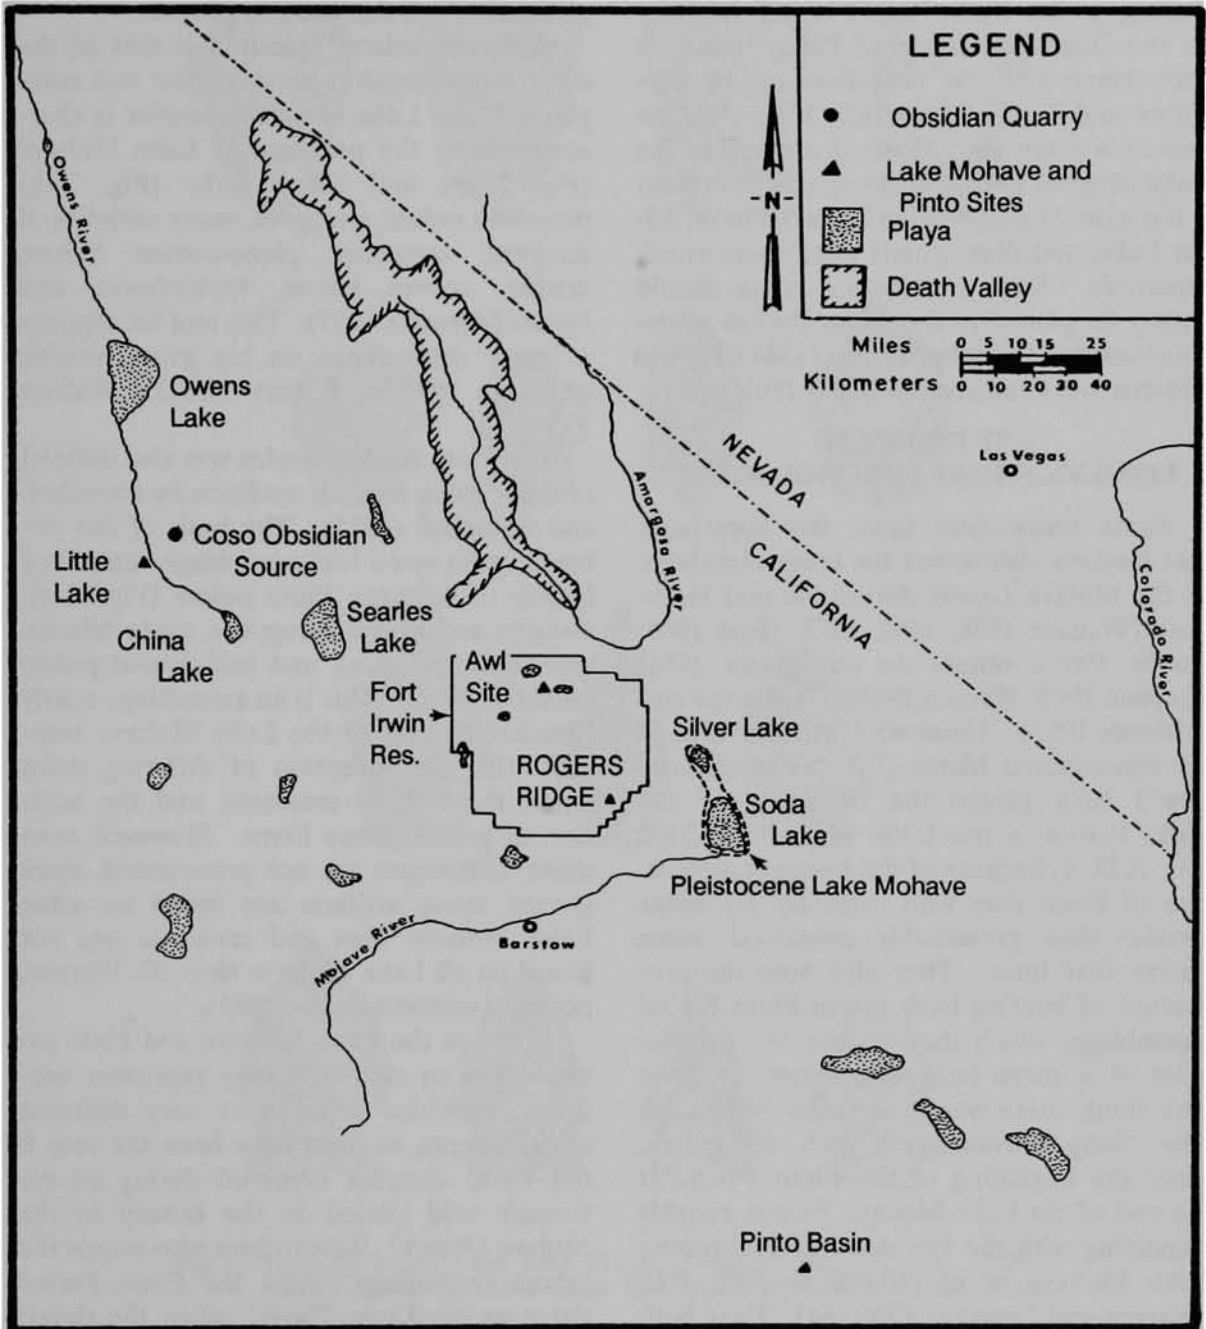 LEGEND
Obsidian Quarry
Lake Mohave and
Pinto Sites
Playa
Death Valley
-N-
Miles
0 5 10 15 25
Kilometers
0 10 20 30 40
Owens River
Owens
Lake
NEVADA
CALIFORNIA
Las Vegas
Amargosa River
Colorado River
Coso Obsidian
Source
Little
Lake
Searles
Lake
China
Lake
Awl
Site
Fort
Irwin
Res.
Silver Lake
ROGERS
RIDGE
Soda
Lake
Pleistocene Lake Mohave
Mojave River
Barstow
Pinto Basin